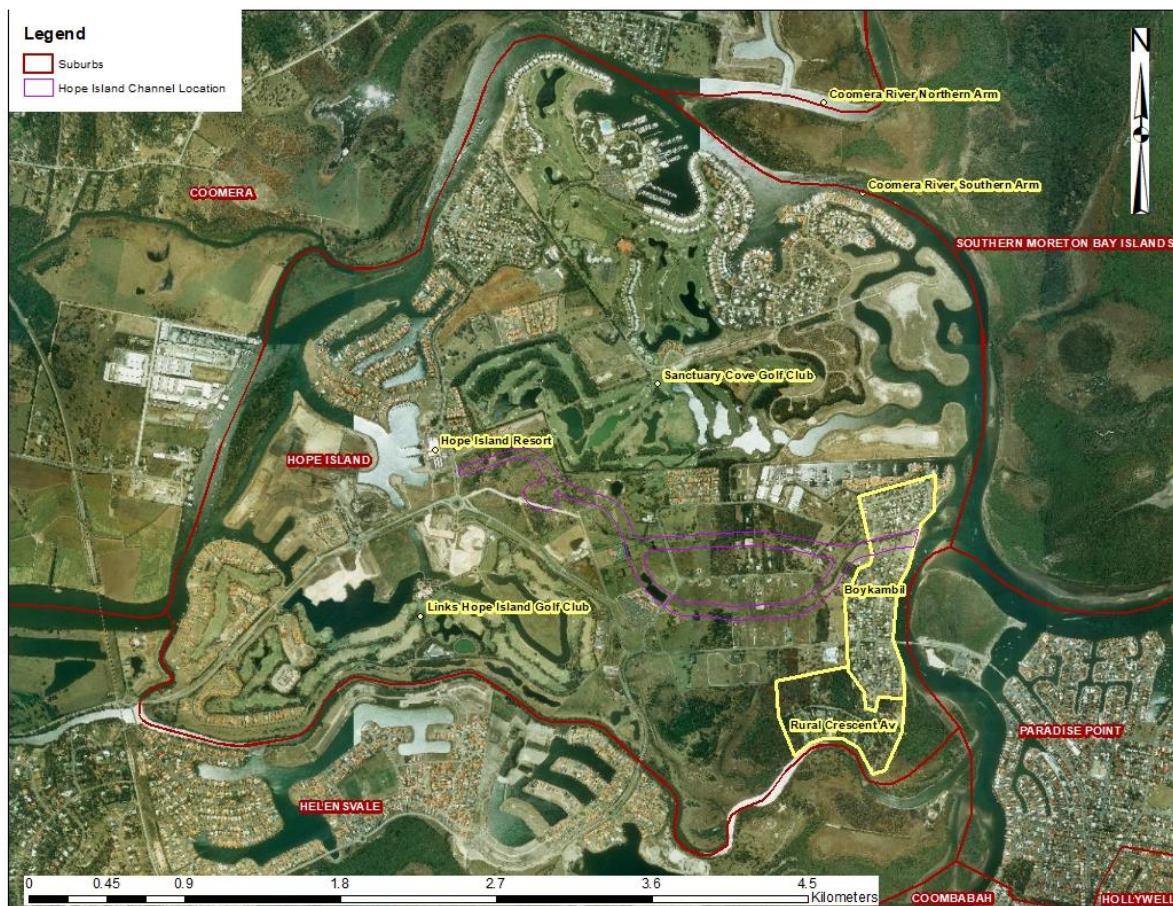 Legend
Suburbs
Hope Island Channel Location
N
Coomera River Northern Arm
COOMERA
Coomera River Southern Arm
SOUTHERN MORETON BAY ISLANDS
Sanctuary Cove Golf Club
Hope Island Resort
HOPE ISLAND
Boykambil
Links Hope Island Golf Club
Rural Crescent Av
PARADISE POINT
HELENSVALE
0 0.45 0.9 1.8 2.7 3.6 4.5
Kilometers
COOMBABAH
HOLLYWELL